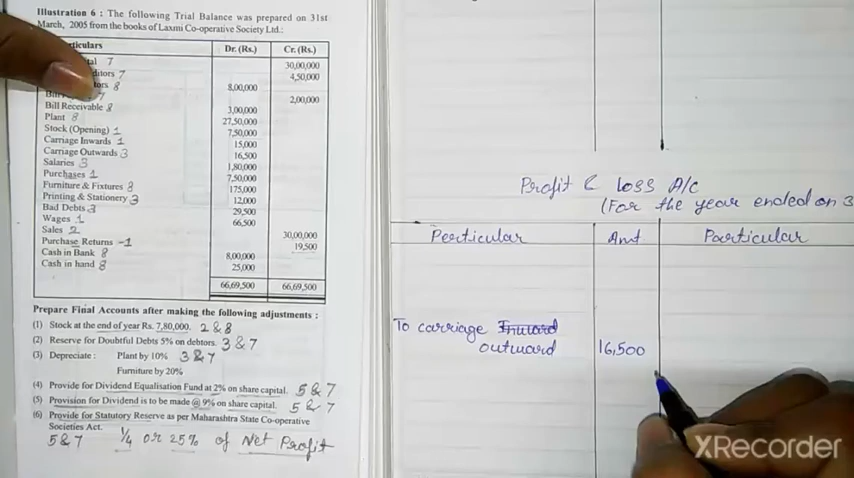 Illustration 6 : The following Trial Balance was prepared on 31st
March, 2005 from the books of Laxmi Co-operative Society Ltd.:
Dr. (Rs.) Cr. (Rs.)
7 30,00,000
7 4,50,000
8 8,00,000
7 2,00,000
Bill Receivable 8 3,00,000
Plant 8 27,50,000
Stock (Opening) 1 7,50,000
Carriage Inwards 1 15,000
Carriage Outwards 3 16,500
Salaries 3 1,80,000
Purchases 1 7,50,000
Furniture & Fixtures 8 175,000
Printing & Stationery 3 12,000
Bad Debts 3 29,500
Wages 1 66,500
Sales 2 30,00,000
Purchase Returns -1 19,500
Cash in Bank 8 8,00,000
Cash in hand 8 25,000
66,69,500 66,69,500
Prepare Final Accounts after making the following adjustments :
(1) Stock at the end of year Rs. 7,80,000. 2 & 8
(2) Reserve for Doubtful Debts 5% on debtors. 3 & 7
(3) Depreciate : Plant by 10% 3 & 7
Furniture by 20%
(4) Provide for Dividend Equalisation Fund at 2% on share capital. 5 & 7
(5) Provision for Dividend is to be made @ 9% on share capital. 5 & 7
(6) Provide for Statutory Reserve as per Maharashtra State Co-operative
Societies Act.
5 & 7 1/4 or 25% of Net Profit
Profit & Loss A/c
(For the year ended on 3
Perticular Amt Particular
To carriage Inward
outward 16,500
XRecorder